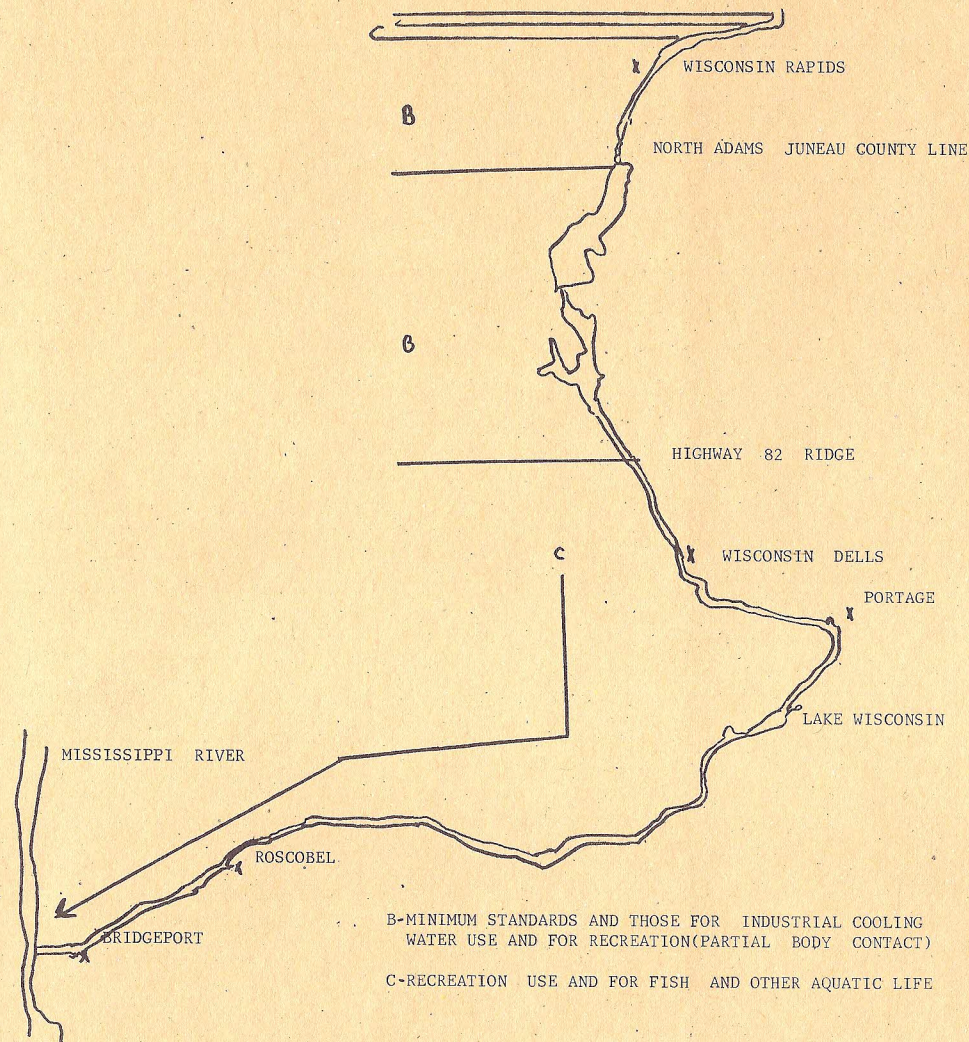 C
WISCONSIN RAPIDS
B
NORTH ADAMS JUNEAU COUNTY LINE
B
HIGHWAY 82 RIDGE
C
WISCONSIN DELLS
PORTAGE
LAKE WISCONSIN
MISSISSIPPI RIVER
ROSCOBEL
BRIDGEPORT
B-MINIMUM STANDARDS AND THOSE FOR INDUSTRIAL COOLING
WATER USE AND FOR RECREATION(PARTIAL BODY CONTACT)
C-RECREATION USE AND FOR FISH AND OTHER AQUATIC LIFE